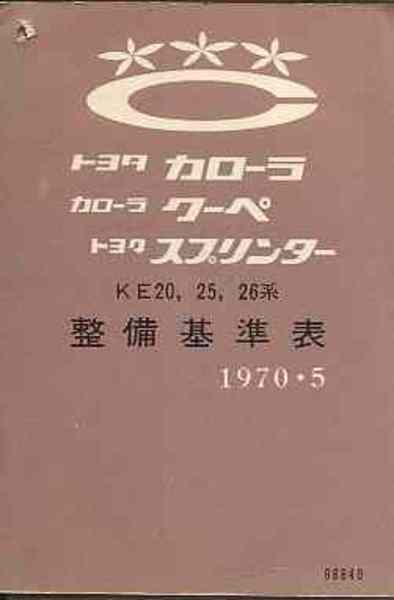 トヨタ カローラ
カローラ クーペ
トヨタ スプリンター
KE20, 25, 26系
整備基準表
1970・5